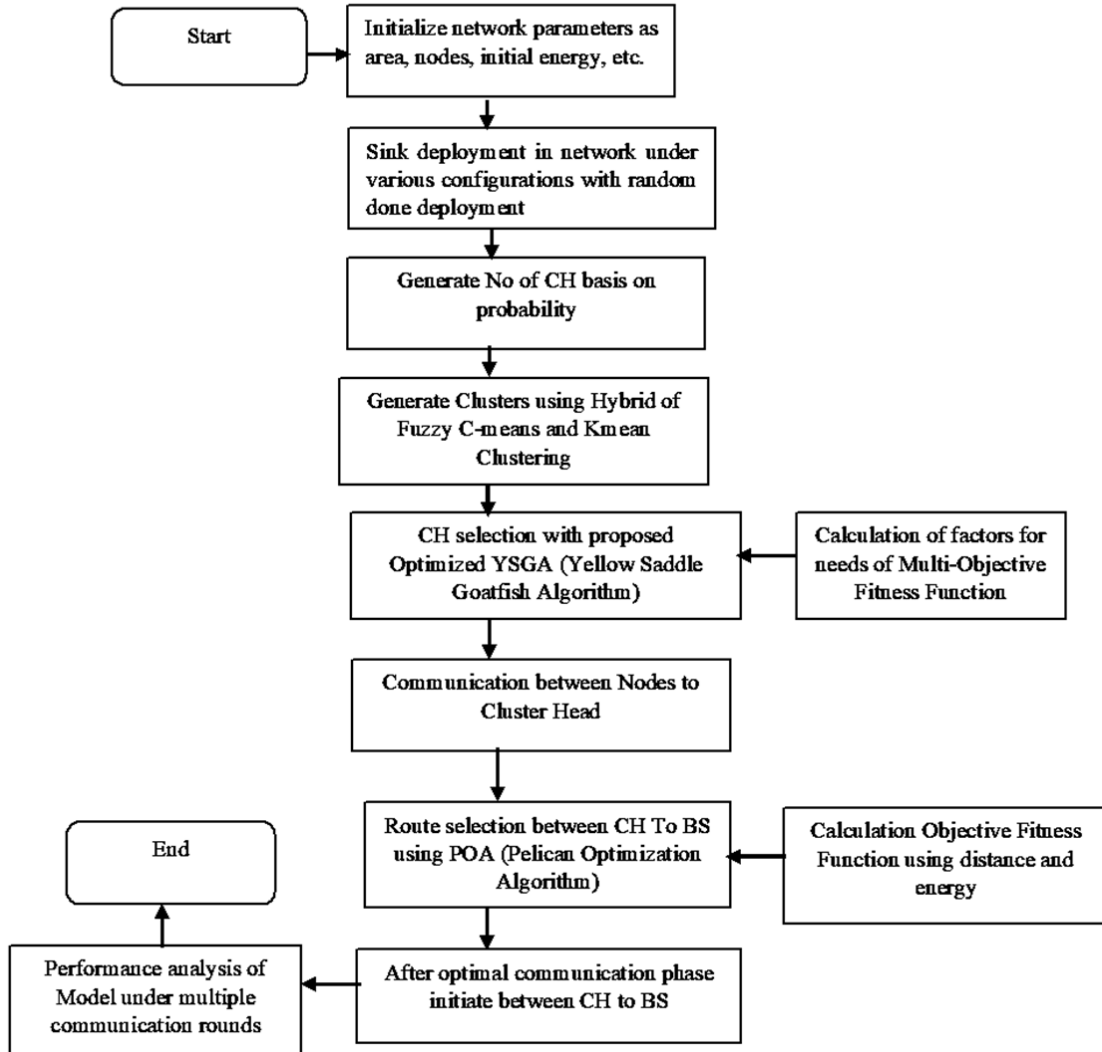 Start
Initialize network parameters as
area, nodes, initial energy, etc.
Sink deployment in network under
various configurations with random
done deployment
Generate No of CH basis on
probability
Generate Clusters using Hybrid of
Fuzzy C-means and Kmean
Clustering
CH selection with proposed
Optimized YSGA (Yellow Saddle
Goatfish Algorithm)
Calculation of factors for
needs of Multi-Objective
Fitness Function
Communication between Nodes to
Cluster Head
Route selection between CH To BS
using POA (Pelican Optimization
Algorithm)
Calculation Objective Fitness
Function using distance and
energy
After optimal communication phase
initiate between CH to BS
Performance analysis of
Model under multiple
communication rounds
End